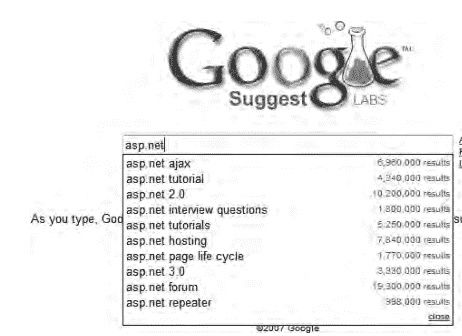 Google™
Suggest LABS
asp.net
asp.net ajax 6,960,000 results
asp.net tutorial 4,340,000 results
asp.net 2.0 10,200,000 results
asp.net interview questions 1,800,000 results
As you type, Goo
asp.net tutorials 5,250,000 results
asp.net hosting 7,840,000 results
asp.net page life cycle 1,770,000 results
asp.net 3.0 3,330,000 results
asp.net forum 19,300,000 results
asp.net repeater 998,000 results
close
©2007 Google